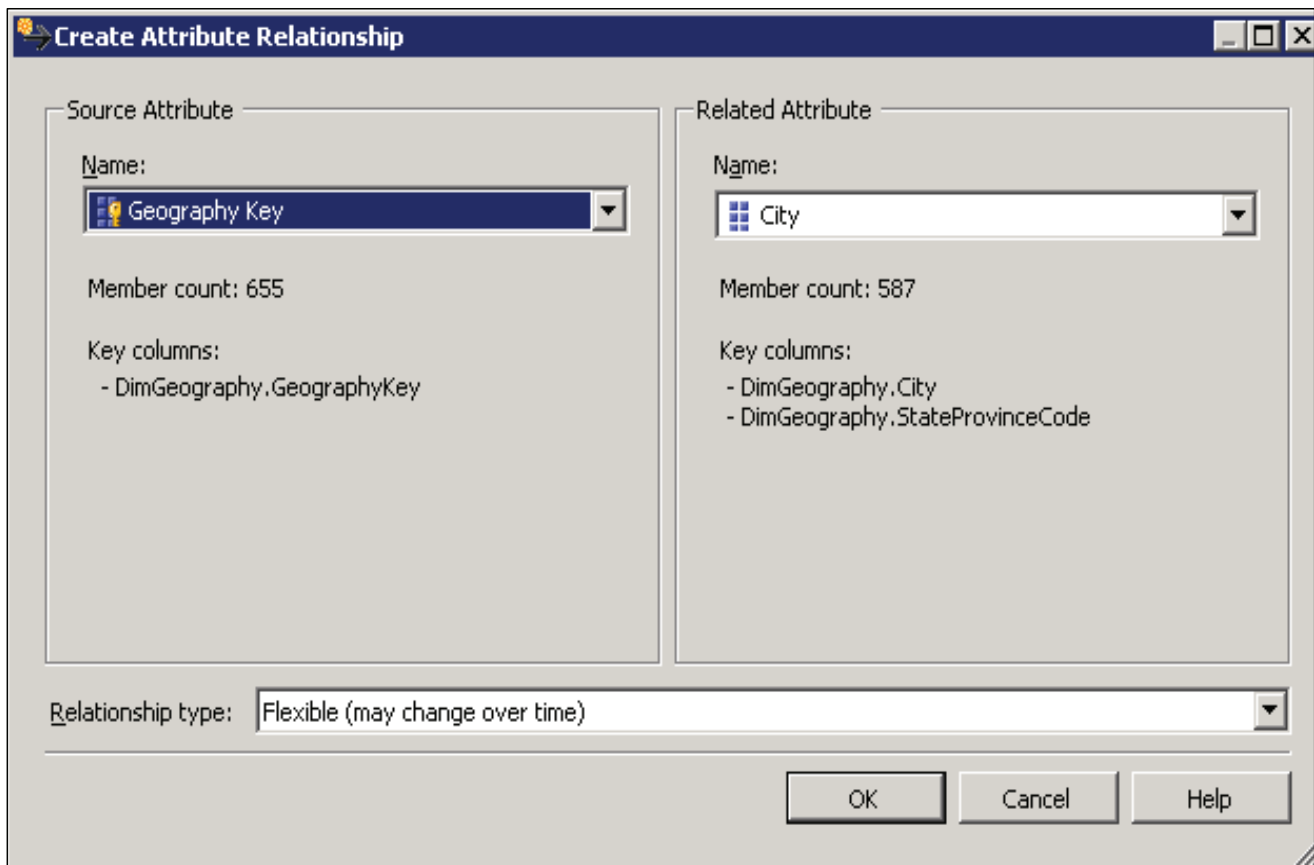 Create Attribute Relationship
Source Attribute
Name:
Geography Key
Member count: 655
Key columns:
- DimGeography.GeographyKey
Related Attribute
Name:
City
Member count: 587
Key columns:
- DimGeography.City
- DimGeography.StateProvinceCode
Relationship type: Flexible (may change over time)
OK Cancel Help